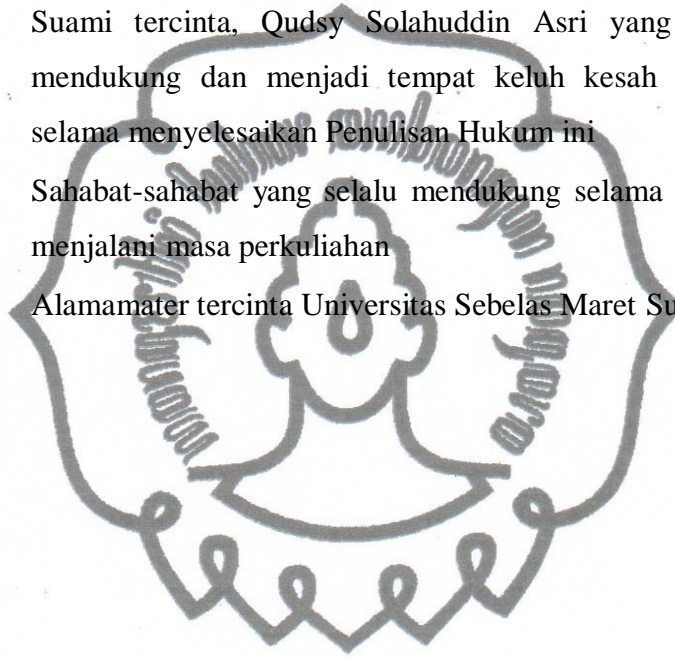 Suami tercinta, Qudsy Solahuddin Asri yang
mendukung dan menjadi tempat keluh kesah
selama menyelesaikan Penulisan Hukum ini
Sahabat-sahabat yang selalu mendukung selama
menjalani masa perkuliahan
Alamamater tercinta Universitas Sebelas Maret Su